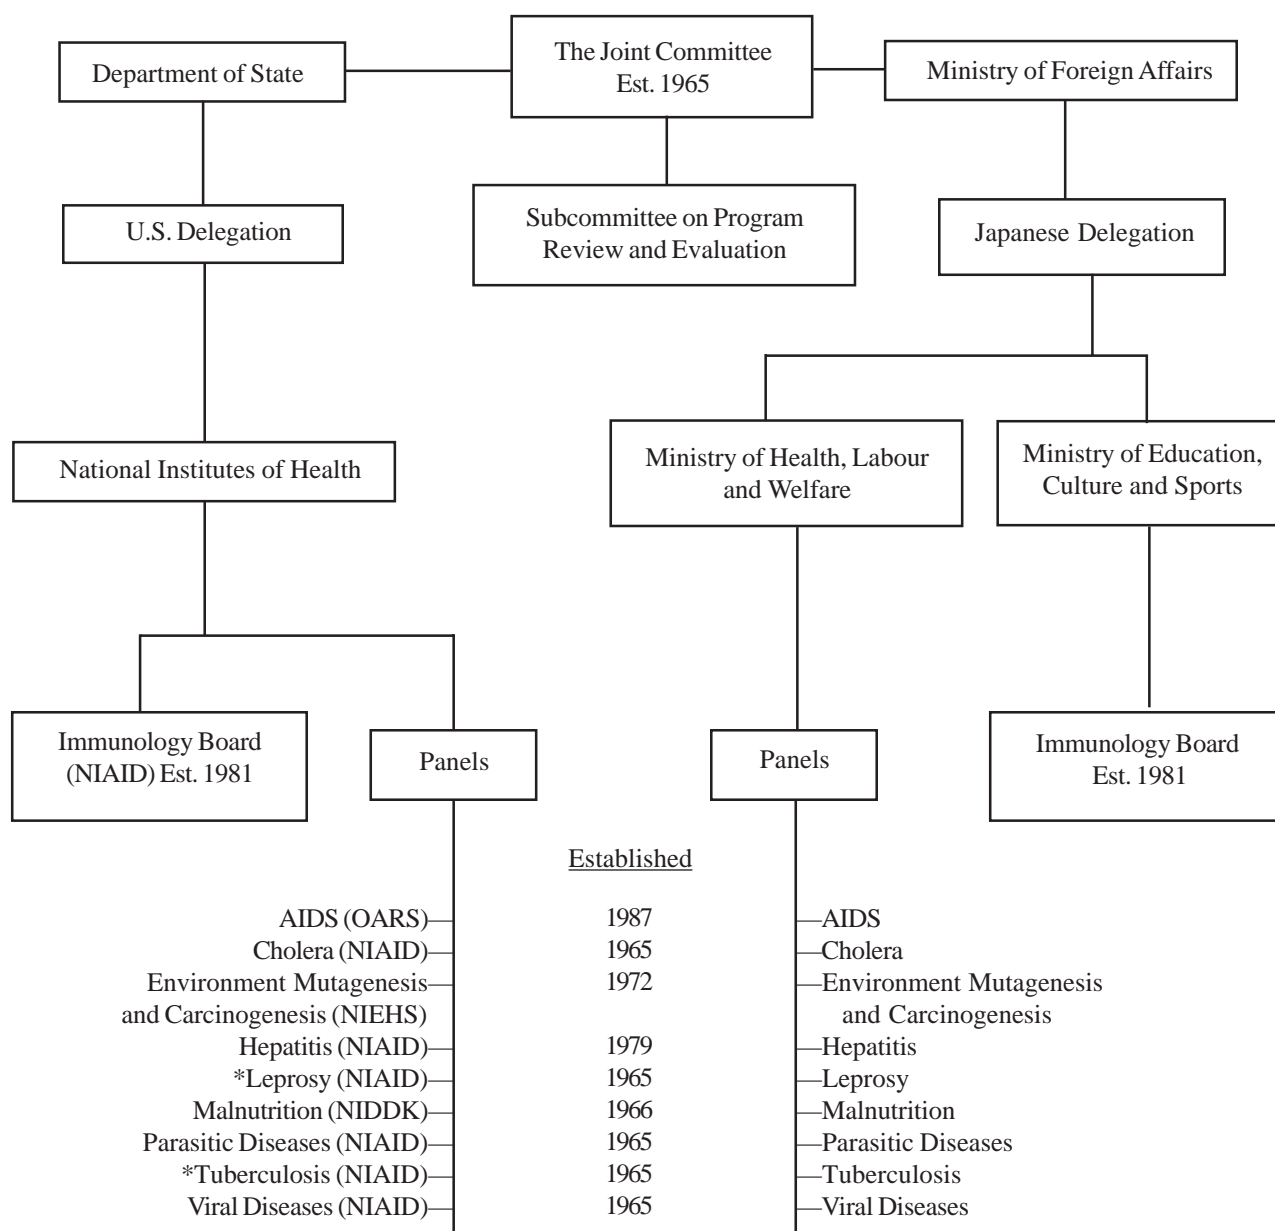 The Joint Committee
Est. 1965
Department of State
Ministry of Foreign Affairs
Subcommittee on Program
Review and Evaluation
U.S. Delegation
Japanese Delegation
National Institutes of Health
Ministry of Health, Labour
and Welfare
Ministry of Education,
Culture and Sports
Immunology Board
(NIAID) Est. 1981
Panels
Panels
Immunology Board
Est. 1981
Established
AIDS (OARS) 1987 AIDS
Cholera (NIAID) 1965 Cholera
Environment Mutagenesis 1972 Environment Mutagenesis
and Carcinogenesis (NIEHS) and Carcinogenesis
Hepatitis (NIAID) 1979 Hepatitis
*Leprosy (NIAID) 1965 Leprosy
Malnutrition (NIDDK) 1966 Malnutrition
Parasitic Diseases (NIAID) 1965 Parasitic Diseases
*Tuberculosis (NIAID) 1965 Tuberculosis
Viral Diseases (NIAID) 1965 Viral Diseases